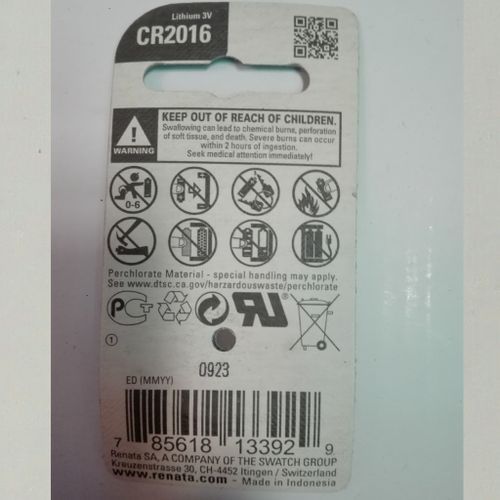 Lithium 3V
CR2016
KEEP OUT OF REACH OF CHILDREN.
Swallowing can lead to chemical burns, perforation
of soft tissue, and death. Severe burns can occur
within 2 hours of ingestion.
Seek medical attention immediately!
WARNING
0-6
Perchlorate Material - special handling may apply.
See www.dtsc.ca.gov/harzardouswaste/perchlorate
1
0923
ED (MMYY)
7 85618 13392 9
Renata SA, A COMPANY OF THE SWATCH GROUP
Kreuzenstrasse 30, CH-4452 Itingen / Switzerland
www.renata.com Made in Indonesia